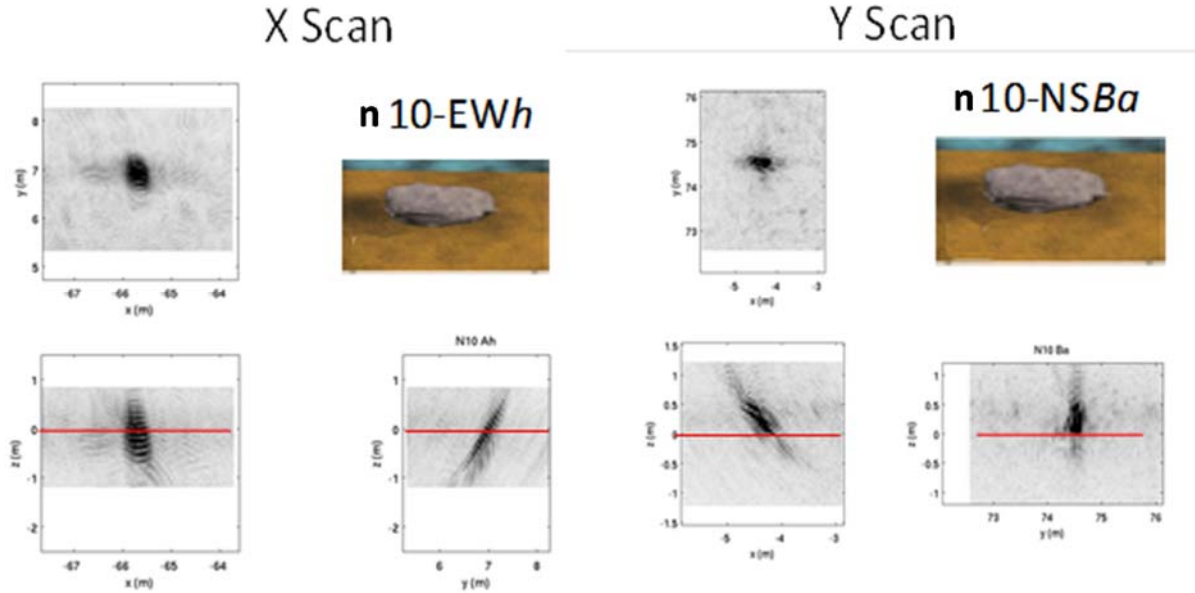 X Scan
Y Scan
n 10-EWh
n 10-NSBa
8
7
6
5
y (m)
-67 -66 -65 -64
x (m)
76
75
74
73
y (m)
-5 -4 -3
x (m)
N10 Ah
N10 Ba
1
0
-1
-2
z (m)
-67 -66 -65 -64
x (m)
1
0
-1
-2
z (m)
6 7 8
y (m)
1.5
1
0.5
0
-0.5
-1
-1.5
z (m)
-5 -4 -3
x (m)
1
0.5
0
-0.5
-1
z (m)
73 74 75 76
y (m)